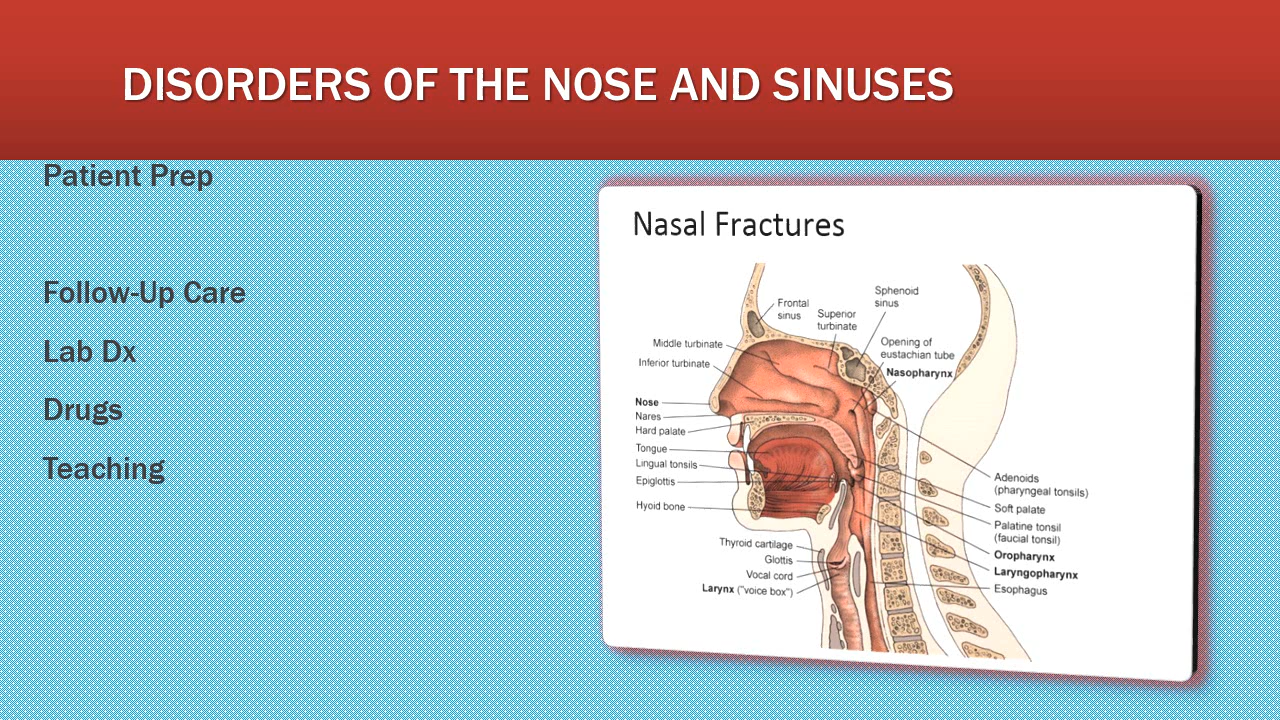 DISORDERS OF THE NOSE AND SINUSES
Patient Prep
Follow-Up Care
Lab Dx
Drugs
Teaching
Nasal Fractures
Frontal
sinus
Superior
turbinate
Sphenoid
sinus
Middle turbinate
Inferior turbinate
Opening of
eustachian tube
Nasopharynx
Nose
Nares
Hard palate
Tongue
Lingual tonsils
Epiglottis
Hyoid bone
Thyroid cartilage
Glottis
Vocal cord
Larynx ("voice box")
Adenoids
(pharyngeal tonsils)
Soft palate
Palatine tonsil
(faucial tonsil)
Oropharynx
Laryngopharynx
Esophagus